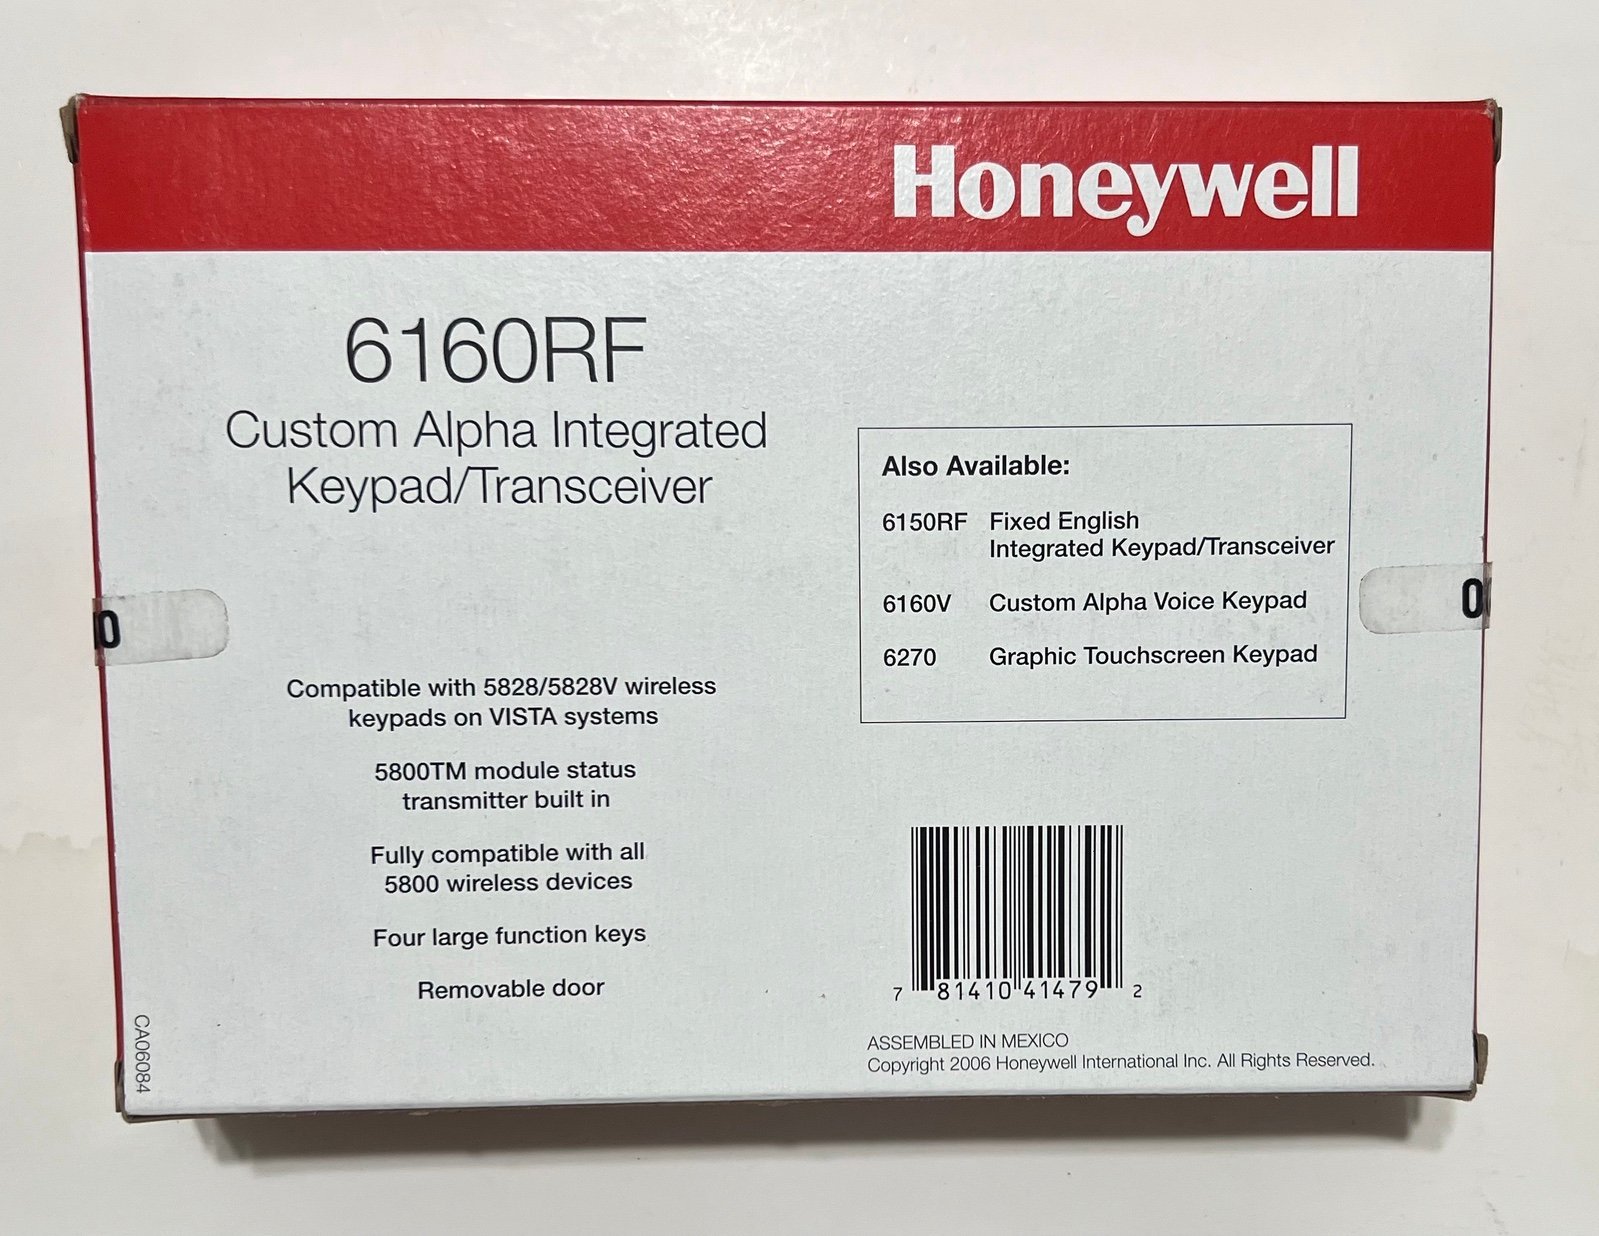 Honeywell
6160RF
Custom Alpha Integrated
Keypad/Transceiver
Compatible with 5828/5828V wireless
keypads on VISTA systems
5800TM module status
transmitter built in
Fully compatible with all
5800 wireless devices
Four large function keys
Removable door
CA06084
Also Available:
6150RF Fixed English
Integrated Keypad/Transceiver
6160V Custom Alpha Voice Keypad
6270 Graphic Touchscreen Keypad
0
0
7 81410 41479 2
ASSEMBLED IN MEXICO
Copyright 2006 Honeywell International Inc. All Rights Reserved.